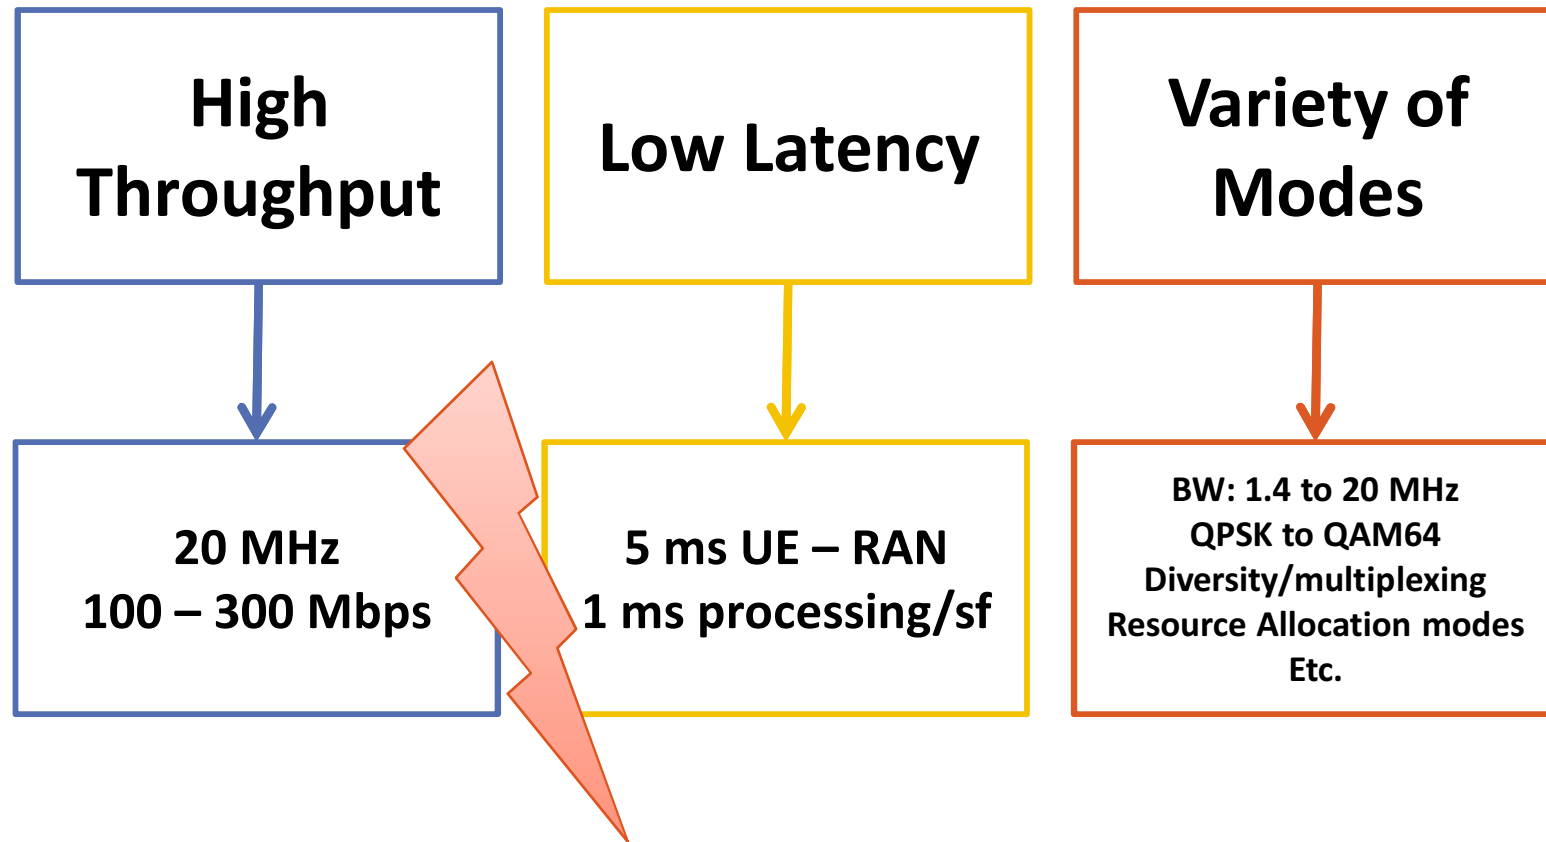 High
Throughput
Low Latency
Variety of
Modes
20 MHz
100 – 300 Mbps
5 ms UE – RAN
1 ms processing/sf
BW: 1.4 to 20 MHz
QPSK to QAM64
Diversity/multiplexing
Resource Allocation modes
Etc.